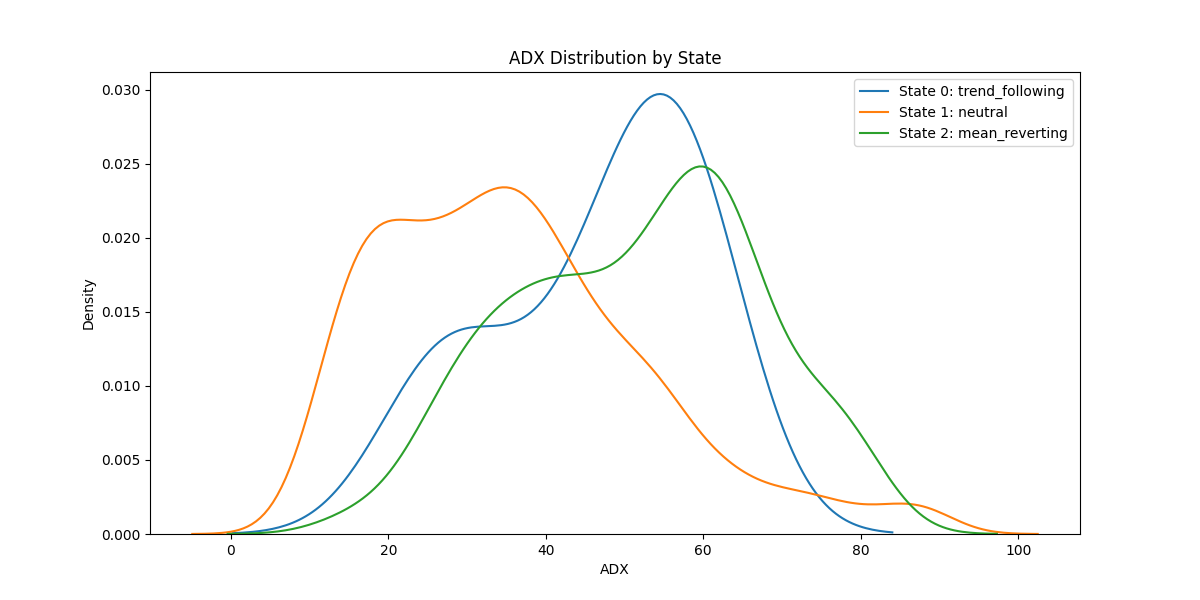 ADX Distribution by State
State 0: trend_following
State 1: neutral
State 2: mean_reverting
0.030
0.025
0.020
0.015
0.010
0.005
0.000
Density
0 20 40 60 80 100
ADX